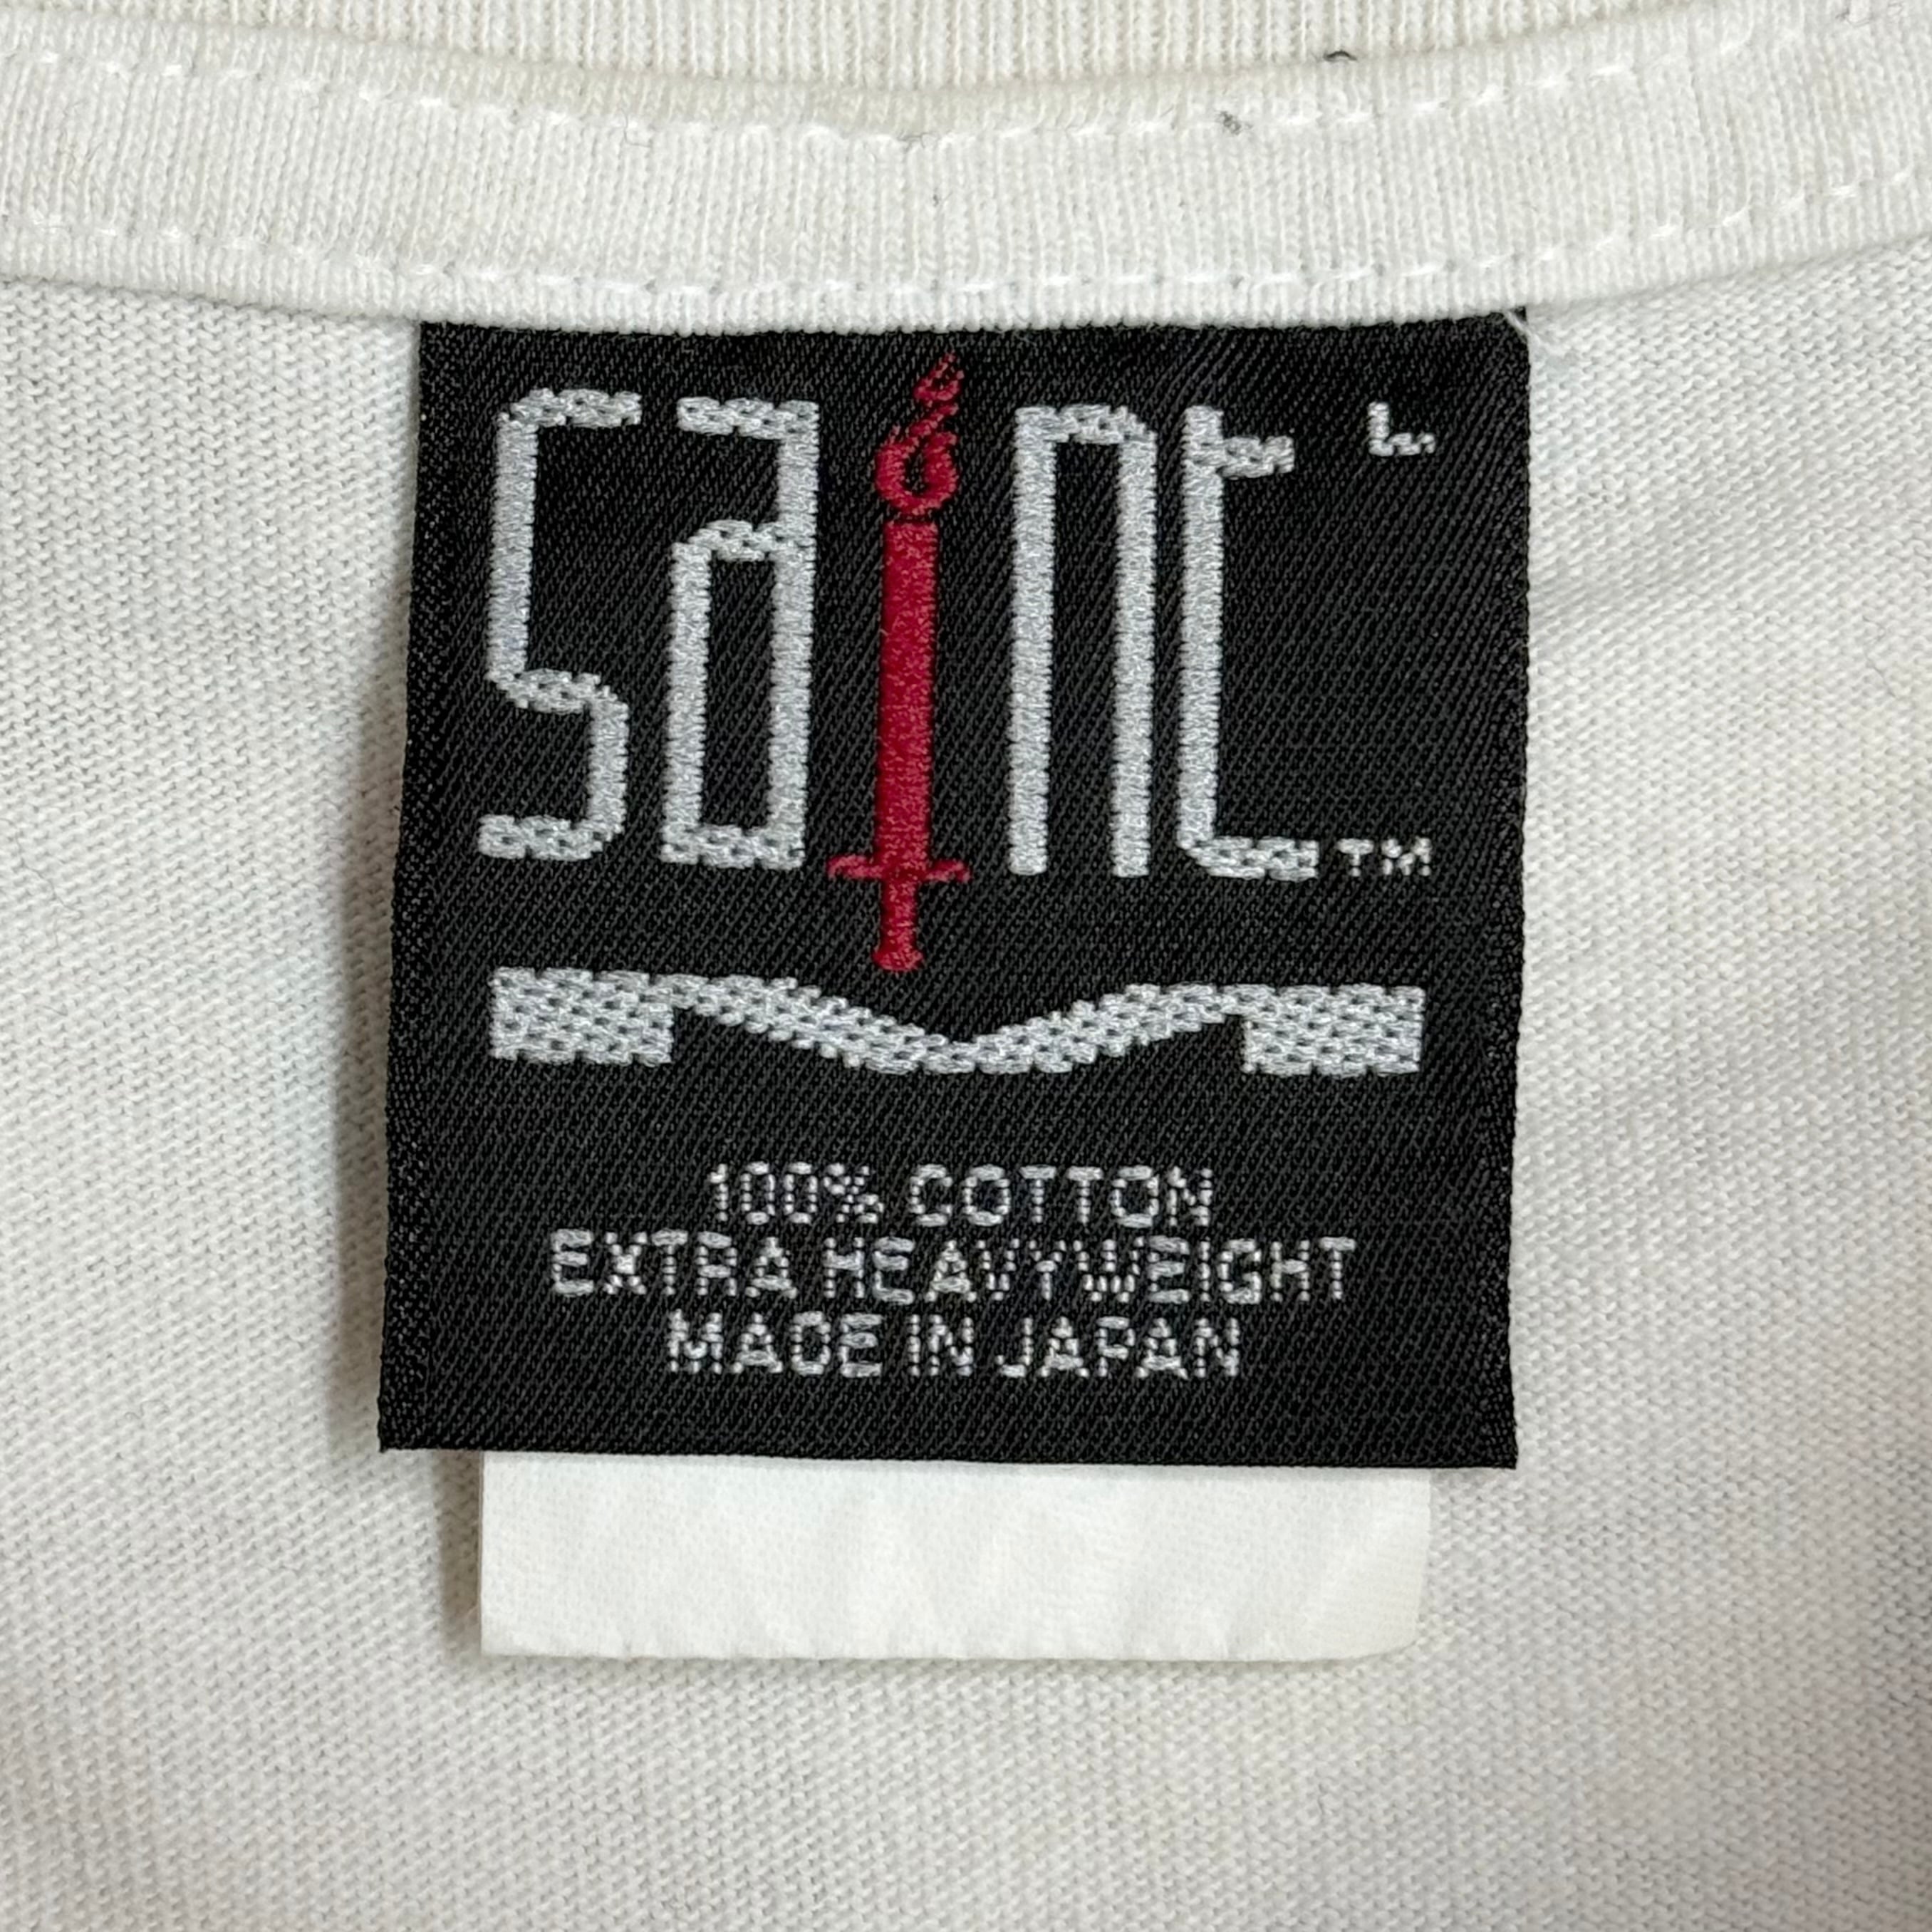 saint L
TM
100% COTTON
EXTRA HEAVYWEIGHT
MADE IN JAPAN